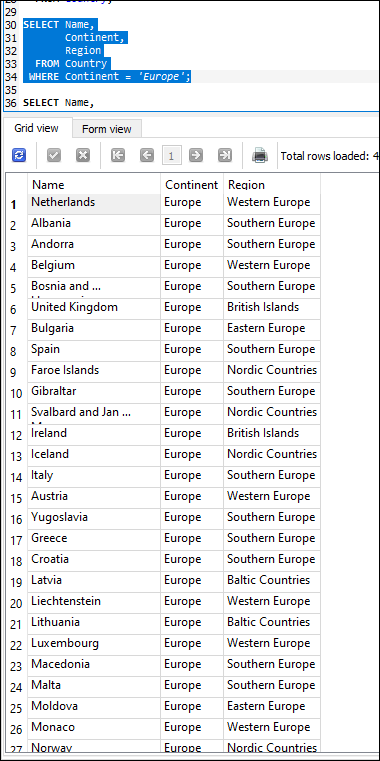 29
30 SELECT Name,
31 Continent,
32 Region
33 FROM Country
34 WHERE Continent = 'Europe';
35
36 SELECT Name,
Grid view Form view
1 Total rows loaded: 4
Name Continent Region
1 Netherlands Europe Western Europe
2 Albania Europe Southern Europe
3 Andorra Europe Southern Europe
4 Belgium Europe Western Europe
5 Bosnia and ... Europe Southern Europe
6 United Kingdom Europe British Islands
7 Bulgaria Europe Eastern Europe
8 Spain Europe Southern Europe
9 Faroe Islands Europe Nordic Countries
10 Gibraltar Europe Southern Europe
11 Svalbard and Jan ... Europe Nordic Countries
12 Ireland Europe British Islands
13 Iceland Europe Nordic Countries
14 Italy Europe Southern Europe
15 Austria Europe Western Europe
16 Yugoslavia Europe Southern Europe
17 Greece Europe Southern Europe
18 Croatia Europe Southern Europe
19 Latvia Europe Baltic Countries
20 Liechtenstein Europe Western Europe
21 Lithuania Europe Baltic Countries
22 Luxembourg Europe Western Europe
23 Macedonia Europe Southern Europe
24 Malta Europe Southern Europe
25 Moldova Europe Eastern Europe
26 Monaco Europe Western Europe
27 Norway Europe Nordic Countries